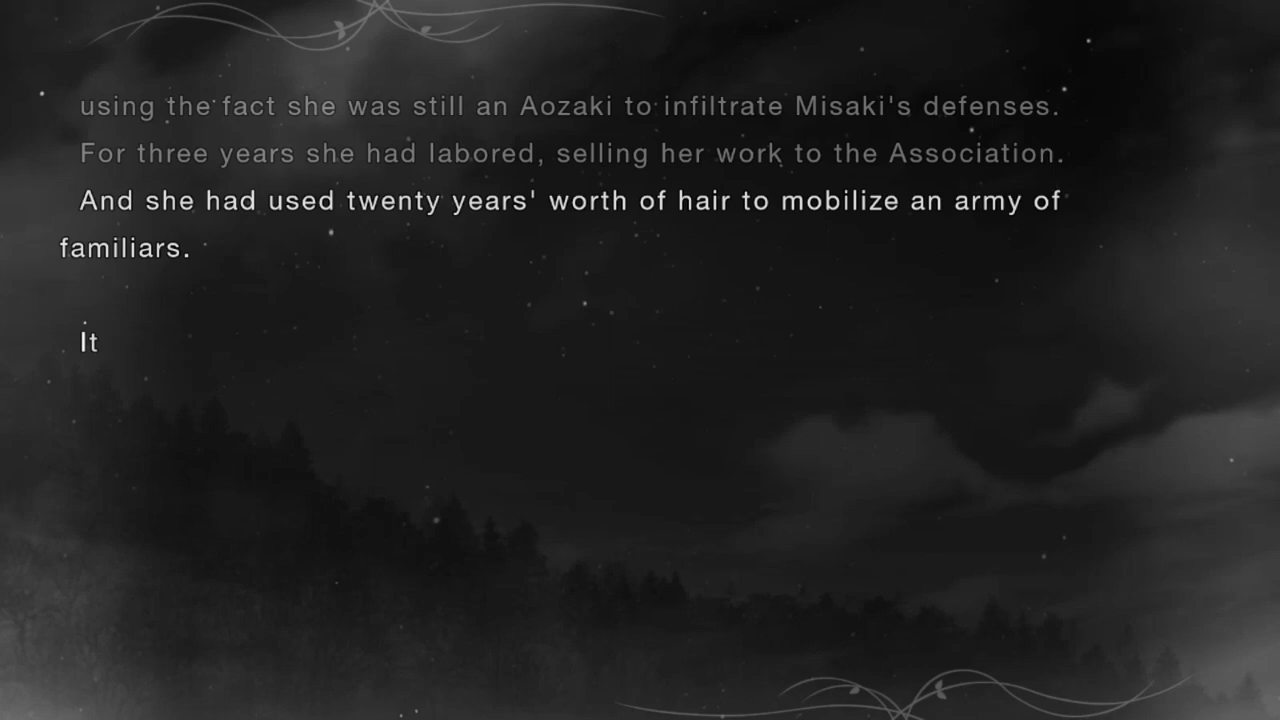 using the fact she was still an Aozaki to infiltrate Misaki's defenses.
For three years she had labored, selling her work to the Association.
And she had used twenty years' worth of hair to mobilize an army of
familiars.
It